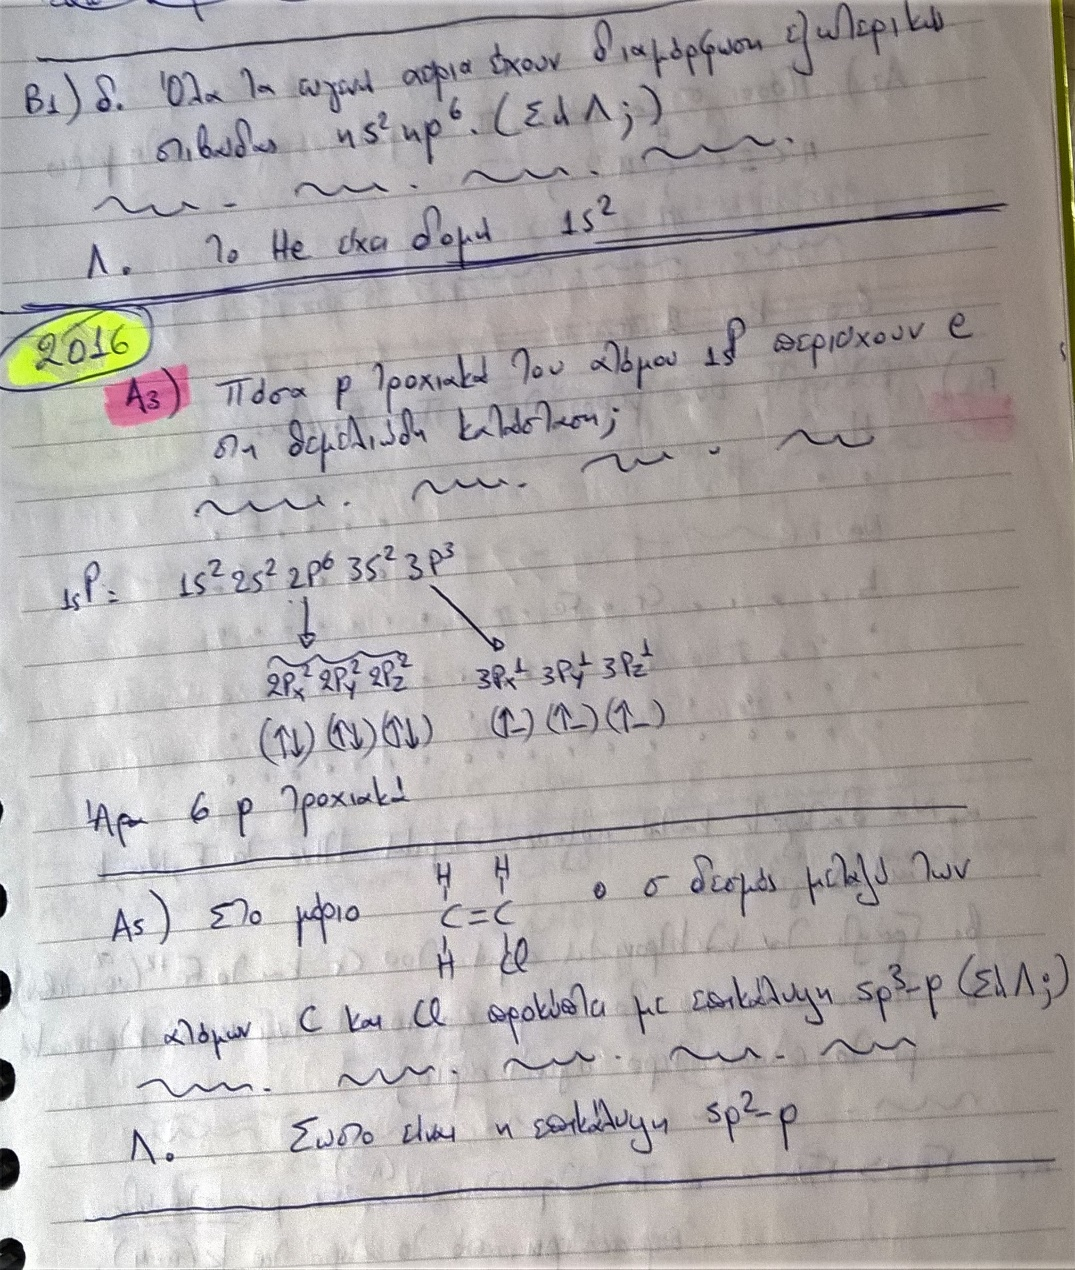 B1) δ. Όλα τα ευγενή αέρια έχουν διαμόρφωση εξωτερικής
στιβάδας ns² np⁶. (Σ ή Λ;)
Λ. Το He έχει δομή 1s²
2016
A3) Πόσα p τροχιακά του ατόμου ₁₅P περιέχουν e
στη θεμελιώδη κατάσταση;
₁₅P: 1s² 2s² 2p⁶ 3s² 3p³
2Px² 2Py² 2Pz² 3Px¹ 3Py¹ 3Pz¹
(↑↓) (↑↓) (↑↓) (↑-) (↑-) (↑-)
Άρα 6 p τροχιακά
H H
A5) Στο μόριο C=C ο σ δεσμός μεταξύ των
H Cl
ατόμων C και Cl προκύπτει με επικάλυψη sp³-p (Σ ή Λ;)
Λ. Σωστό είναι η επικάλυψη sp²-p